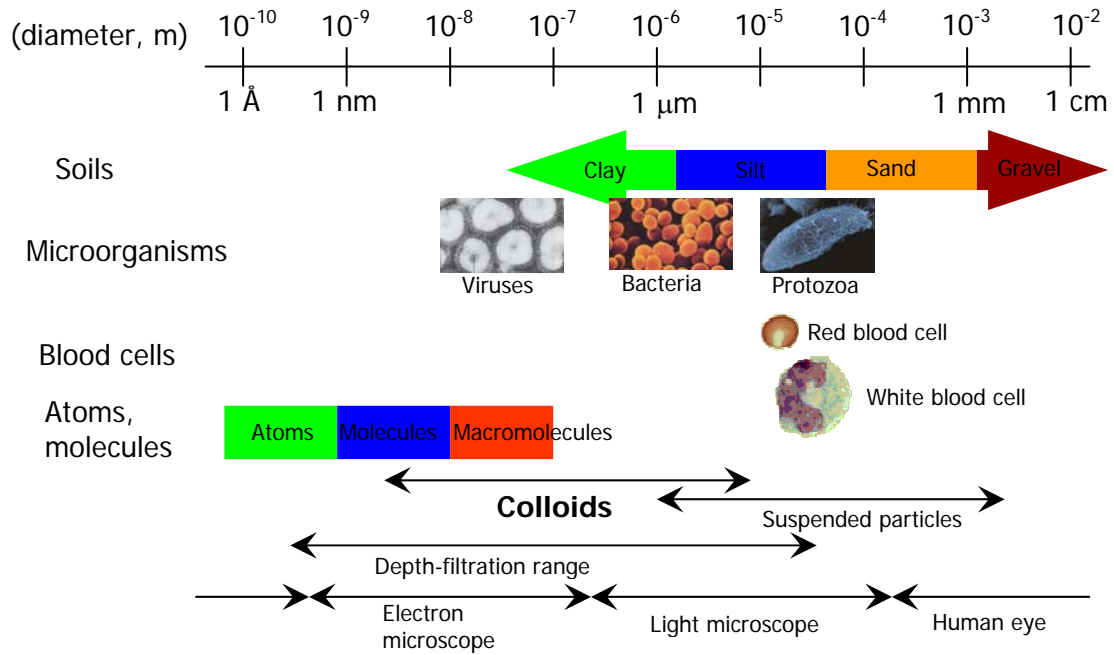 (diameter, m) 10⁻¹⁰ 10⁻⁹ 10⁻⁸ 10⁻⁷ 10⁻⁶ 10⁻⁵ 10⁻⁴ 10⁻³ 10⁻²
1 Å 1 nm 1 μm 1 mm 1 cm
Soils Clay Silt Sand Gravel
Microorganisms
Viruses Bacteria Protozoa
Red blood cell
Blood cells
White blood cell
Atoms,
molecules
Atoms Molecules Macromolecules
Colloids
Suspended particles
Depth-filtration range
Electron
microscope
Light microscope
Human eye